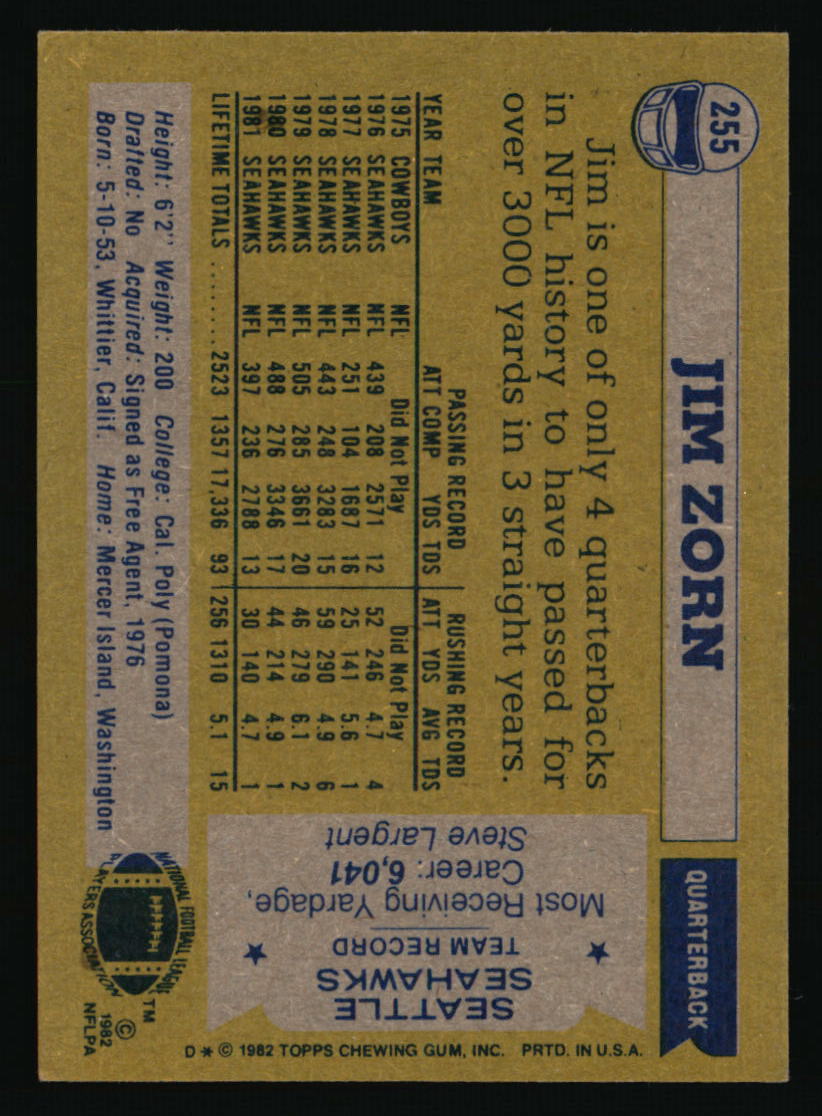 255
JIM ZORN
QUARTERBACK
Jim is one of only 4 quarterbacks
in NFL history to have passed for
over 3000 yards in 3 straight years.
PASSING RECORD RUSHING RECORD
YEAR TEAM ATT COMP YDS TDS ATT YDS AVG TDS
1975 COWBOYS NFL Did Not Play Did Not Play
1976 SEAHAWKS NFL 439 208 2571 12 52 246 4.7 4
1977 SEAHAWKS NFL 251 104 1687 16 25 141 5.6 1
1978 SEAHAWKS NFL 443 248 3283 15 59 290 4.9 6
1979 SEAHAWKS NFL 505 285 3661 20 46 279 6.1 2
1980 SEAHAWKS NFL 488 276 3346 17 44 214 4.9 1
1981 SEAHAWKS NFL 397 236 2788 13 30 140 4.7 1
LIFETIME TOTALS ........ 2523 1357 17,336 93 256 1310 5.1 15
Height: 6'2" Weight: 200 College: Cal. Poly (Pomona)
Drafted: No Acquired: Signed as Free Agent, 1976
Born: 5-10-53, Whittier, Calif. Home: Mercer Island, Washington
SEATTLE
SEAHAWKS
TEAM RECORD
Most Receiving Yardage,
Career: 6,041
Steve Largent
NATIONAL FOOTBALL LEAGUE
PLAYERS ASSOCIATION
TM
©
1982
NFLPA
D * © 1982 TOPPS CHEWING GUM, INC. PRTD. IN U.S.A.